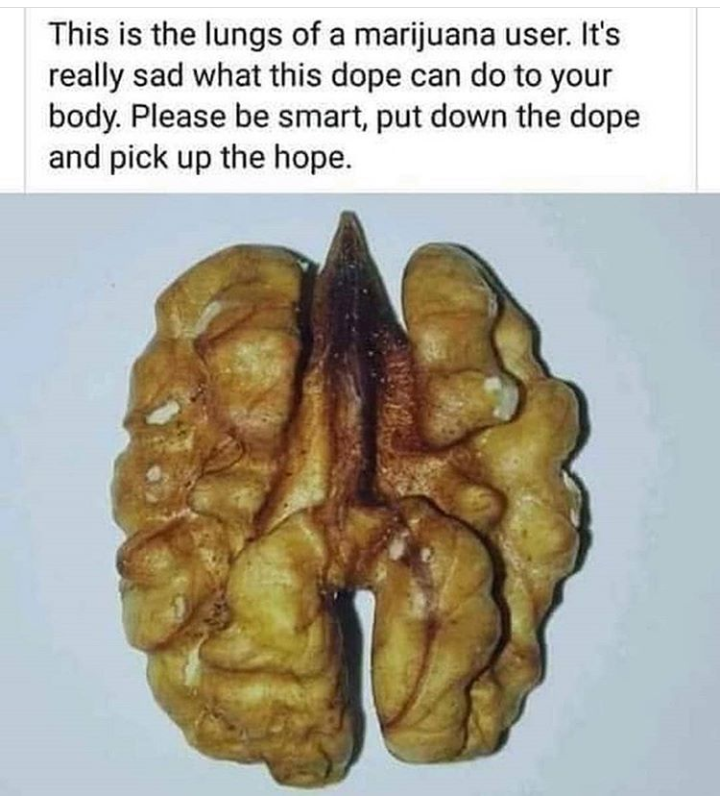 This is the lungs of a marijuana user. It's
really sad what this dope can do to your
body. Please be smart, put down the dope
and pick up the hope.